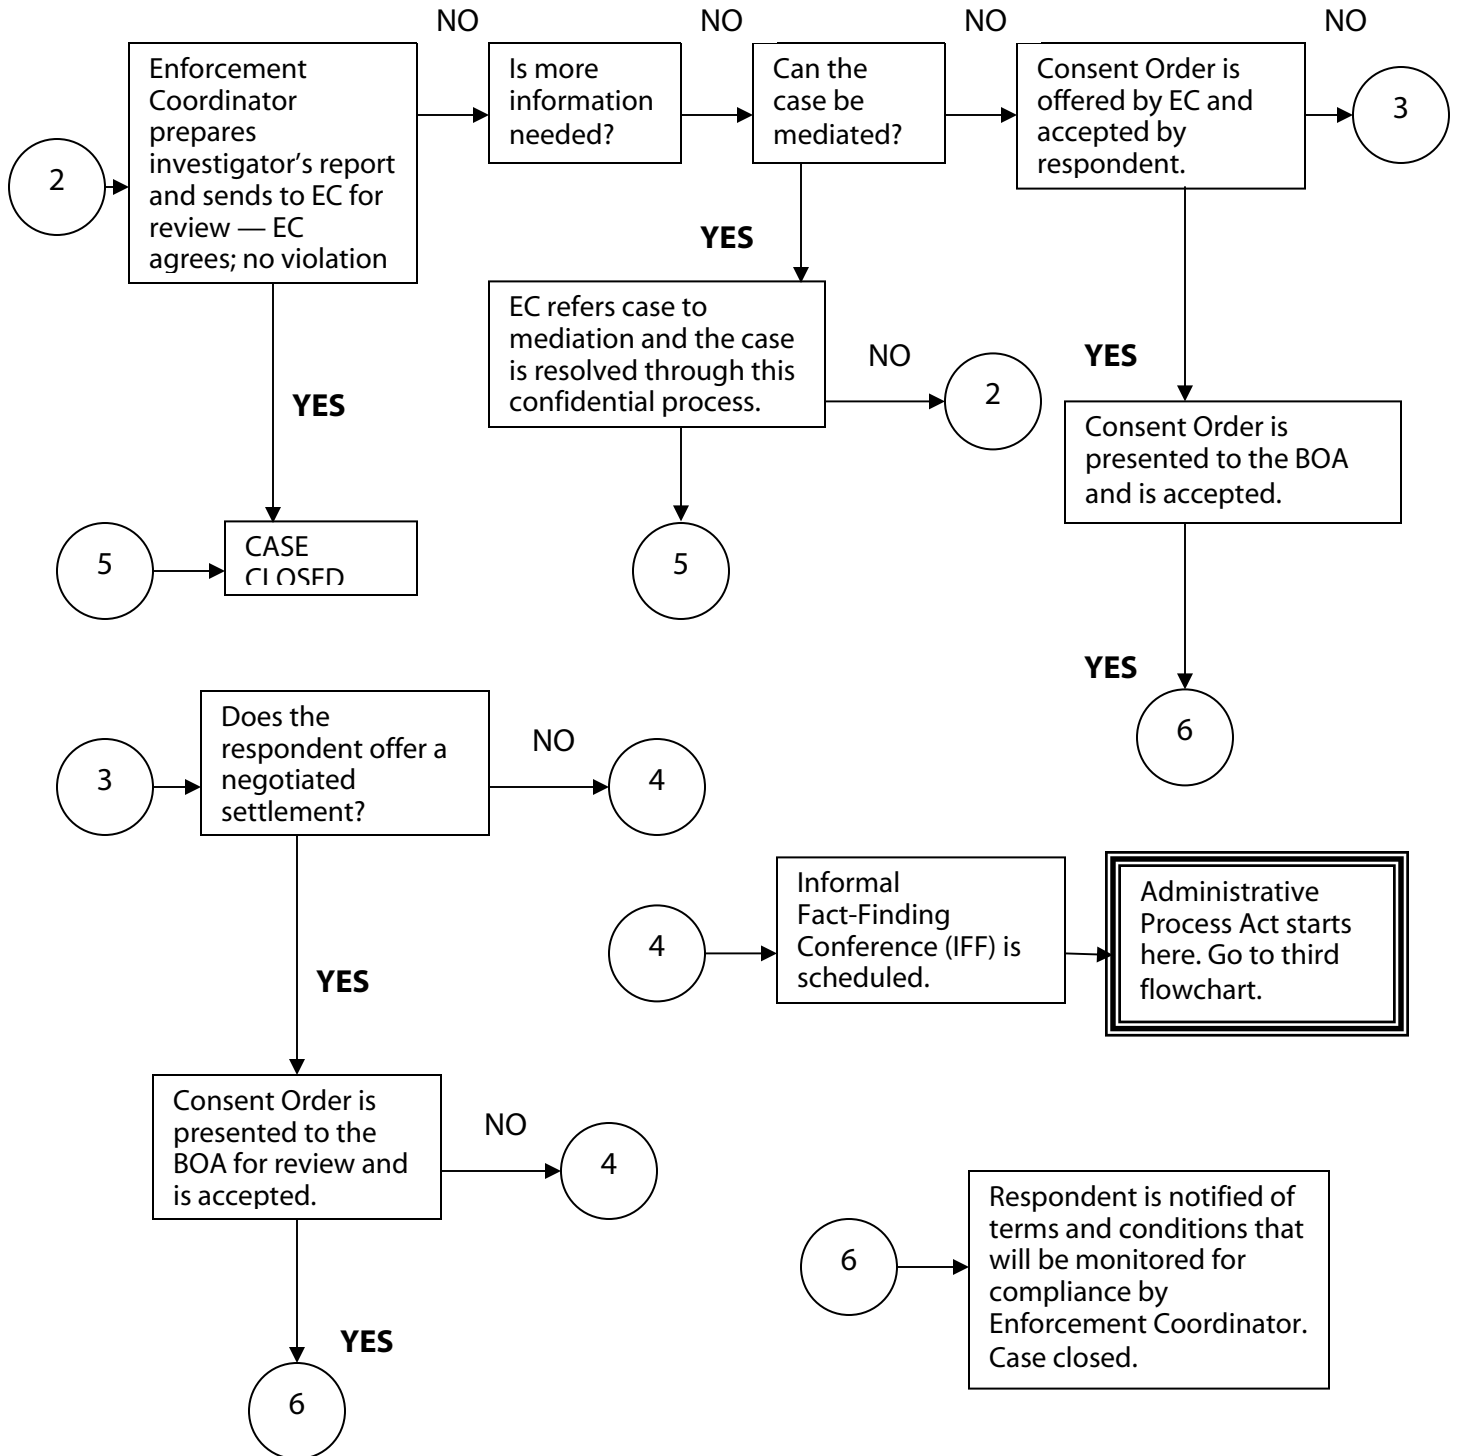 NO
NO
NO
NO
2
Enforcement
Coordinator
prepares
investigator’s report
and sends to EC for
review — EC
agrees; no violation
Is more
information
needed?
Can the
case be
mediated?
Consent Order is
offered by EC and
accepted by
respondent.
3
YES
EC refers case to
mediation and the case
is resolved through this
confidential process.
NO
2
YES
YES
Consent Order is
presented to the BOA
and is accepted.
5
CASE
CLOSED
5
YES
6
3
Does the
respondent offer a
negotiated
settlement?
NO
4
4
Informal
Fact-Finding
Conference (IFF) is
scheduled.
Administrative
Process Act starts
here. Go to third
flowchart.
YES
Consent Order is
presented to the
BOA for review and
is accepted.
NO
4
6
Respondent is notified of
terms and conditions that
will be monitored for
compliance by
Enforcement Coordinator.
Case closed.
YES
6